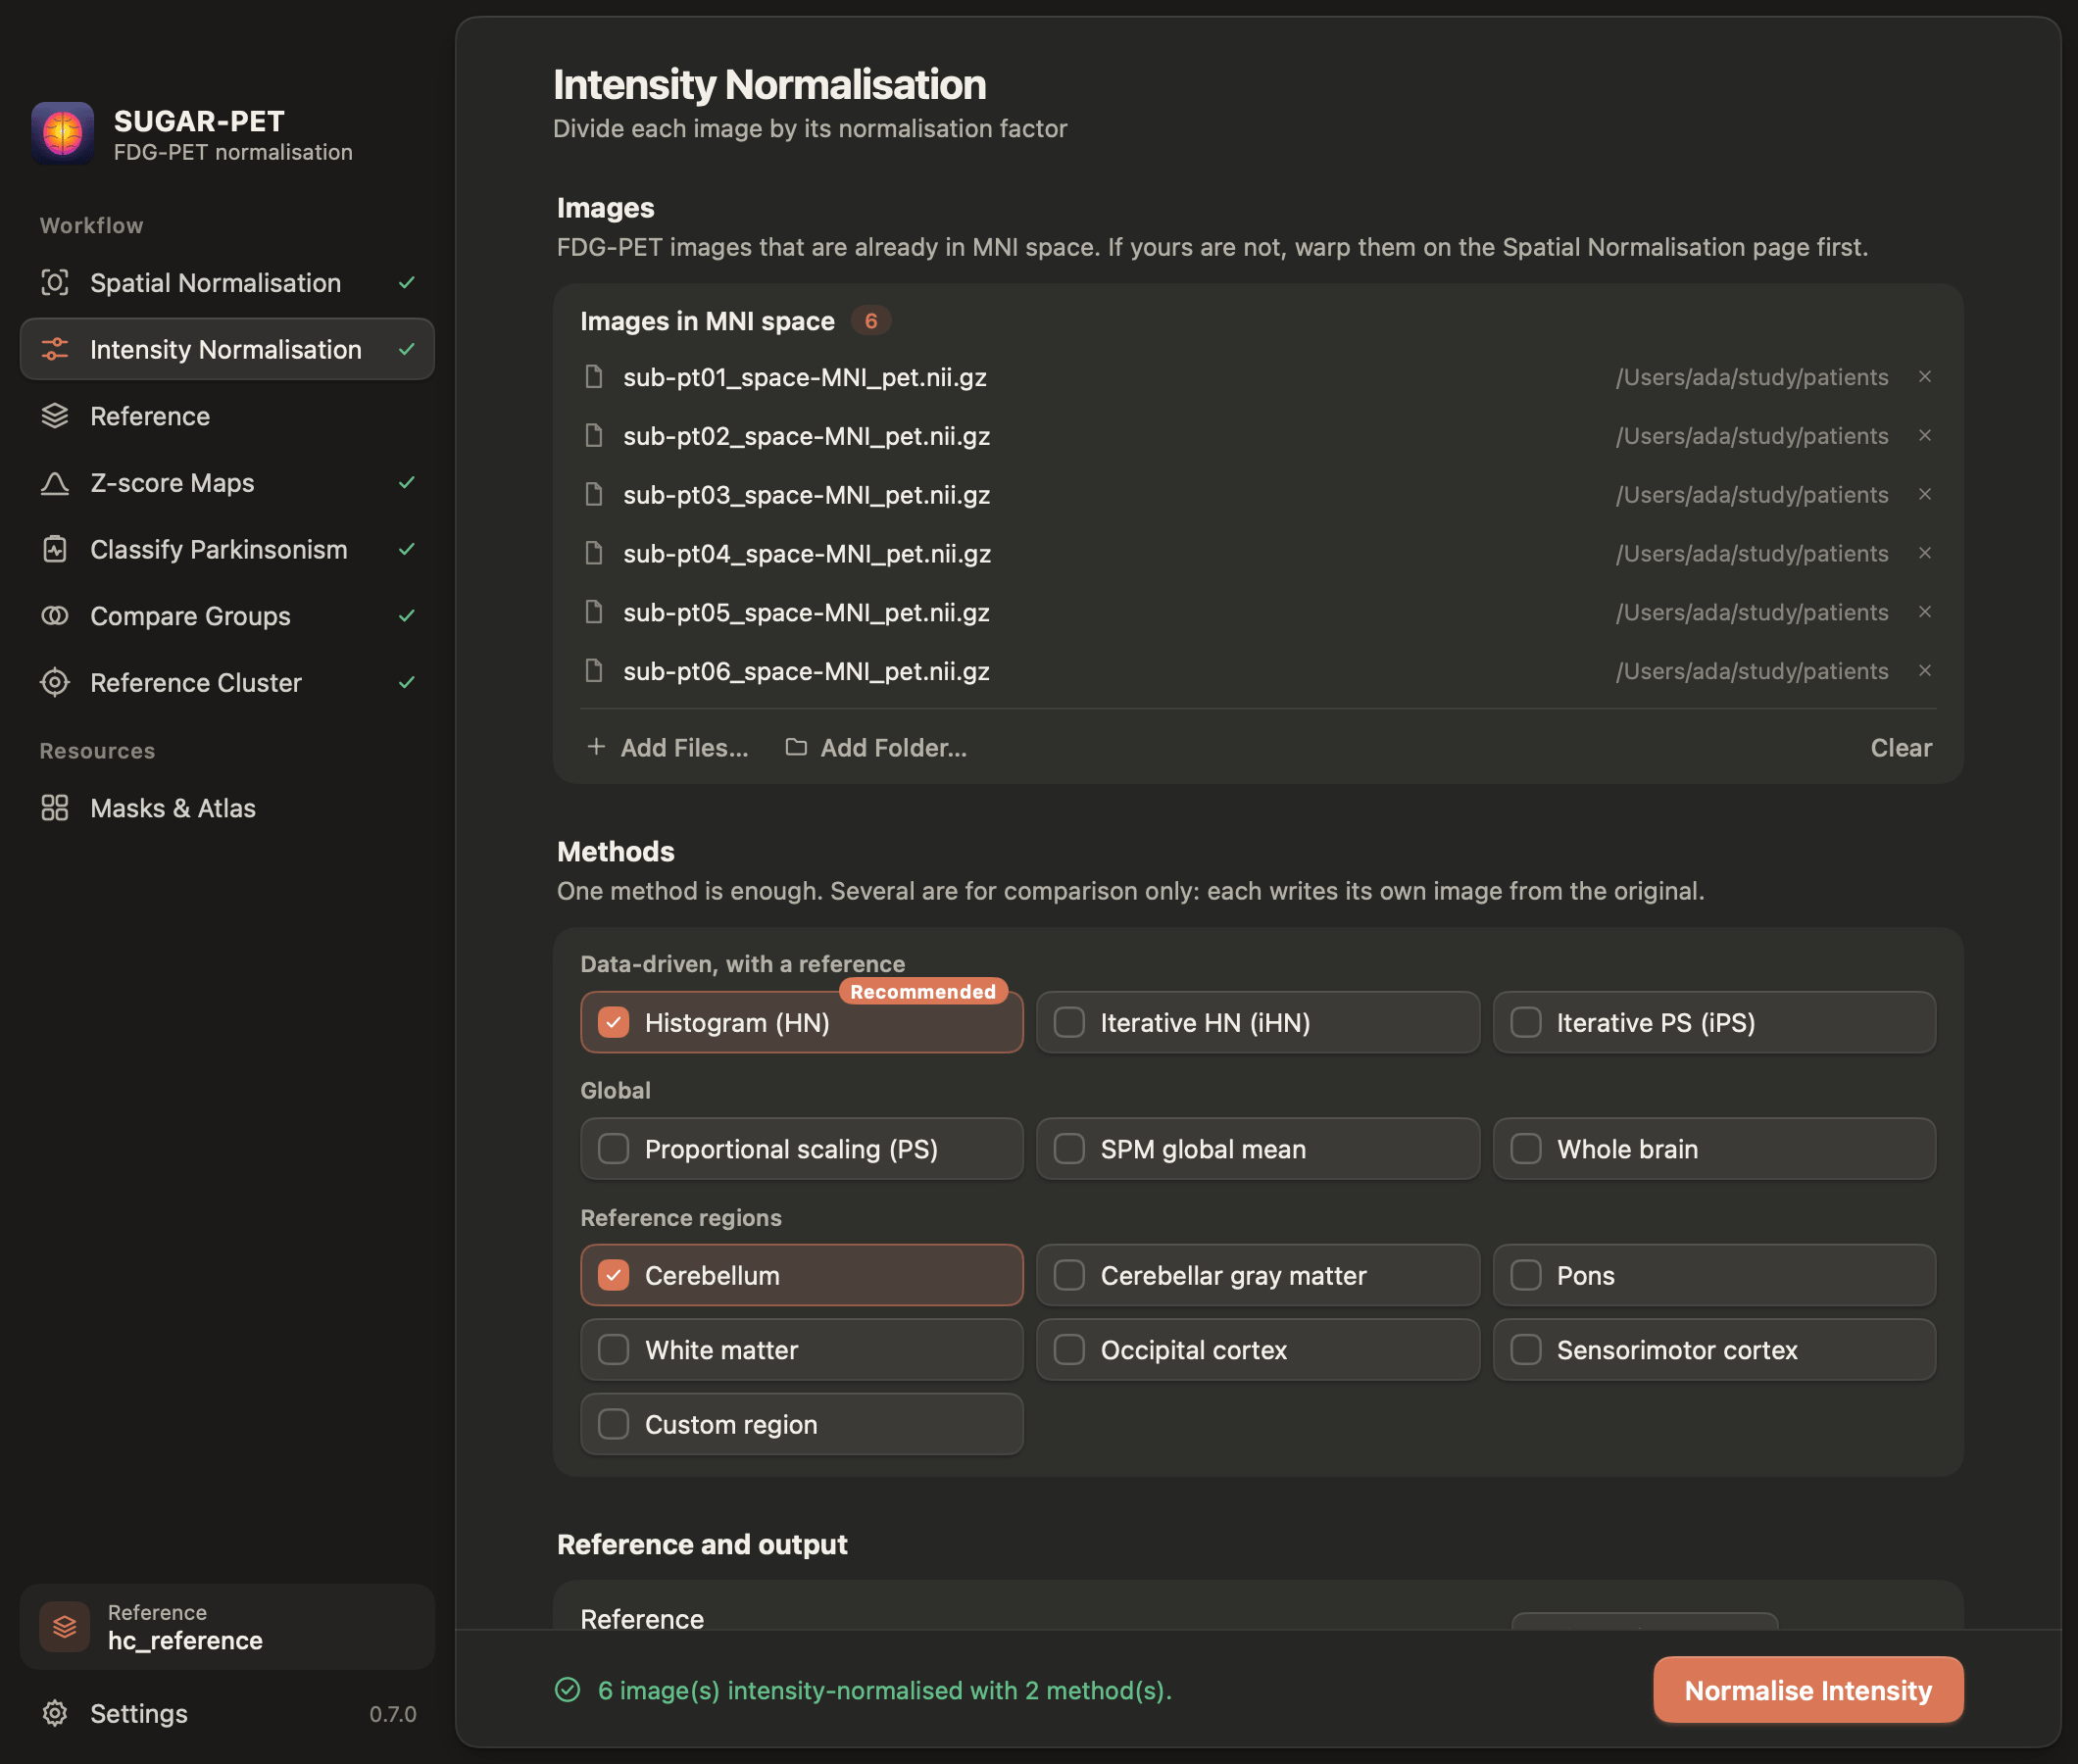 SUGAR-PET
FDG-PET normalisation
Workflow
Spatial Normalisation
Intensity Normalisation
Reference
Z-score Maps
Classify Parkinsonism
Compare Groups
Reference Cluster
Resources
Masks & Atlas
Reference
hc_reference
Settings 0.7.0
Intensity Normalisation
Divide each image by its normalisation factor
Images
FDG-PET images that are already in MNI space. If yours are not, warp them on the Spatial Normalisation page first.
Images in MNI space 6
sub-pt01_space-MNI_pet.nii.gz /Users/ada/study/patients
sub-pt02_space-MNI_pet.nii.gz /Users/ada/study/patients
sub-pt03_space-MNI_pet.nii.gz /Users/ada/study/patients
sub-pt04_space-MNI_pet.nii.gz /Users/ada/study/patients
sub-pt05_space-MNI_pet.nii.gz /Users/ada/study/patients
sub-pt06_space-MNI_pet.nii.gz /Users/ada/study/patients
Add Files... Add Folder... Clear
Methods
One method is enough. Several are for comparison only: each writes its own image from the original.
Data-driven, with a reference
Recommended
Histogram (HN) Iterative HN (iHN) Iterative PS (iPS)
Global
Proportional scaling (PS) SPM global mean Whole brain
Reference regions
Cerebellum Cerebellar gray matter Pons
White matter Occipital cortex Sensorimotor cortex
Custom region
Reference and output
Reference
6 image(s) intensity-normalised with 2 method(s).
Normalise Intensity